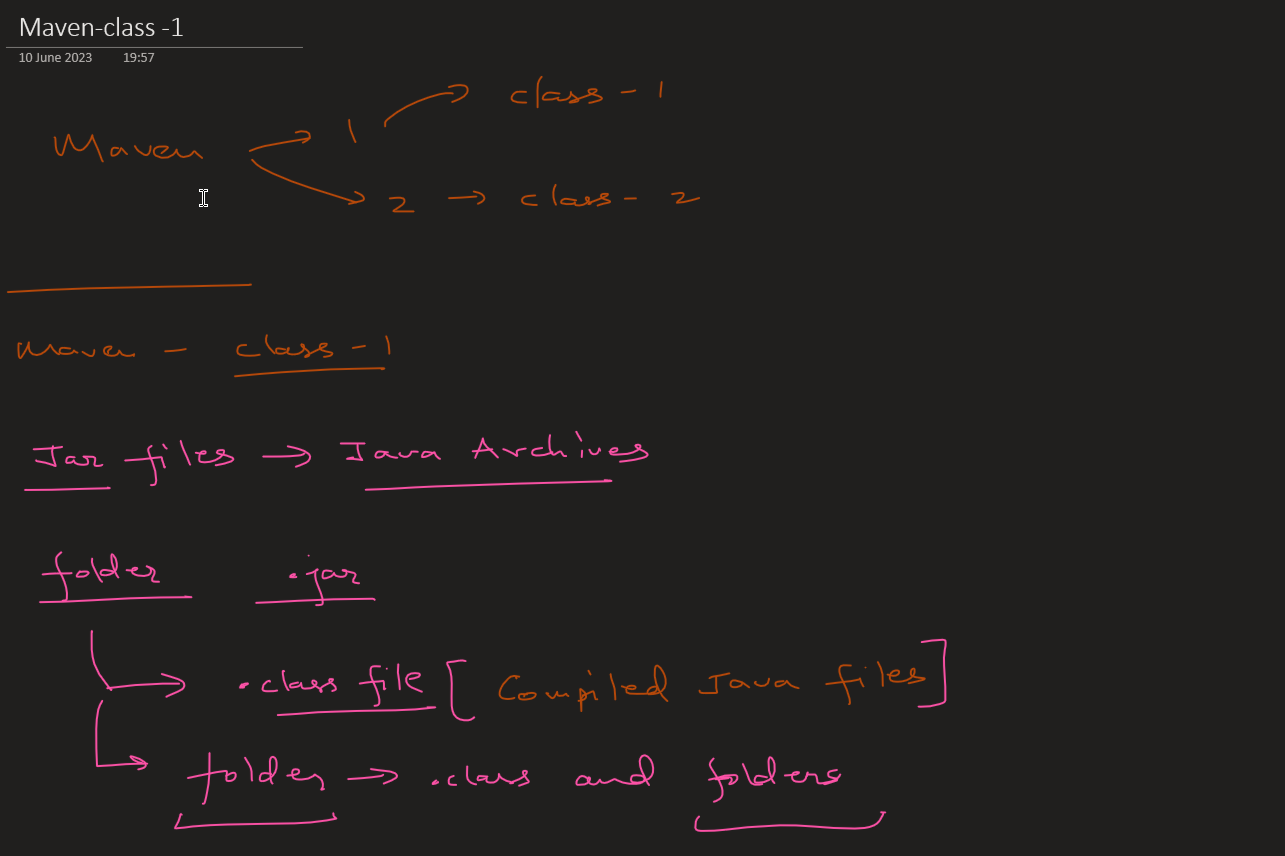 Maven-class -1
10 June 2023 19:57
1 → class - 1
Maven
2 → class - 2
Maven - class - 1
Jar files → Java Archives
folder .jar
→ .class file [ Compiled Java files ]
→ folder → .class and folders